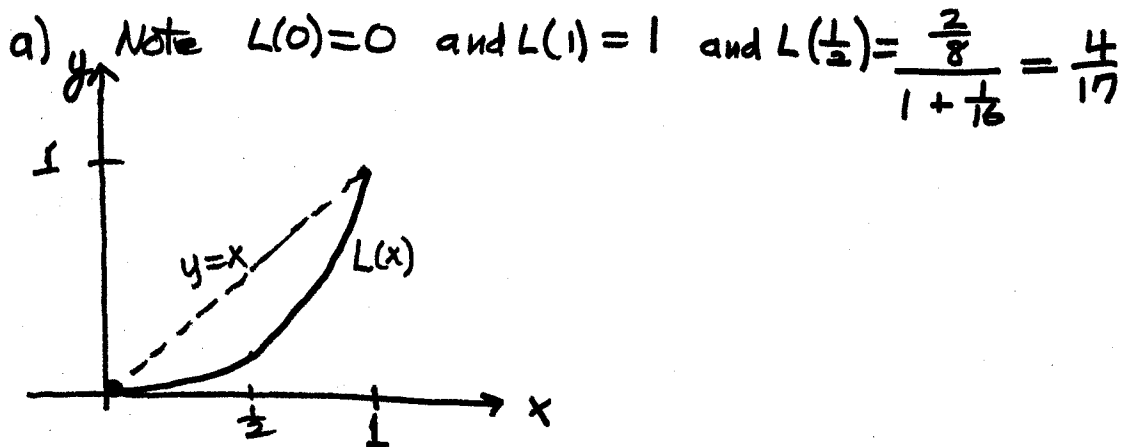 a) Note L(0)=0 and L(1) = 1 and L(1/2) = (2/8)/(1 + 1/16) = 4/17
y
1
y=x
L(x)
x
1/2
1